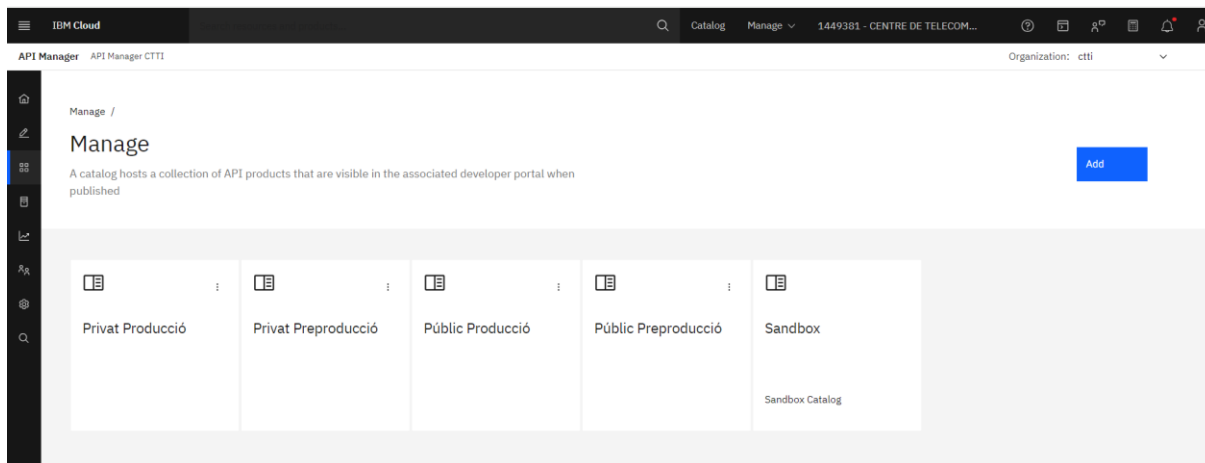 IBM Cloud
Catalog
Manage
1449381 - CENTRE DE TELECOM...
API Manager
API Manager CTTI
Organization: ctti
Manage /
Manage
Add
A catalog hosts a collection of API products that are visible in the associated developer portal when
published
Privat Producció
Privat Preproducció
Públic Producció
Públic Preproducció
Sandbox
Sandbox Catalog